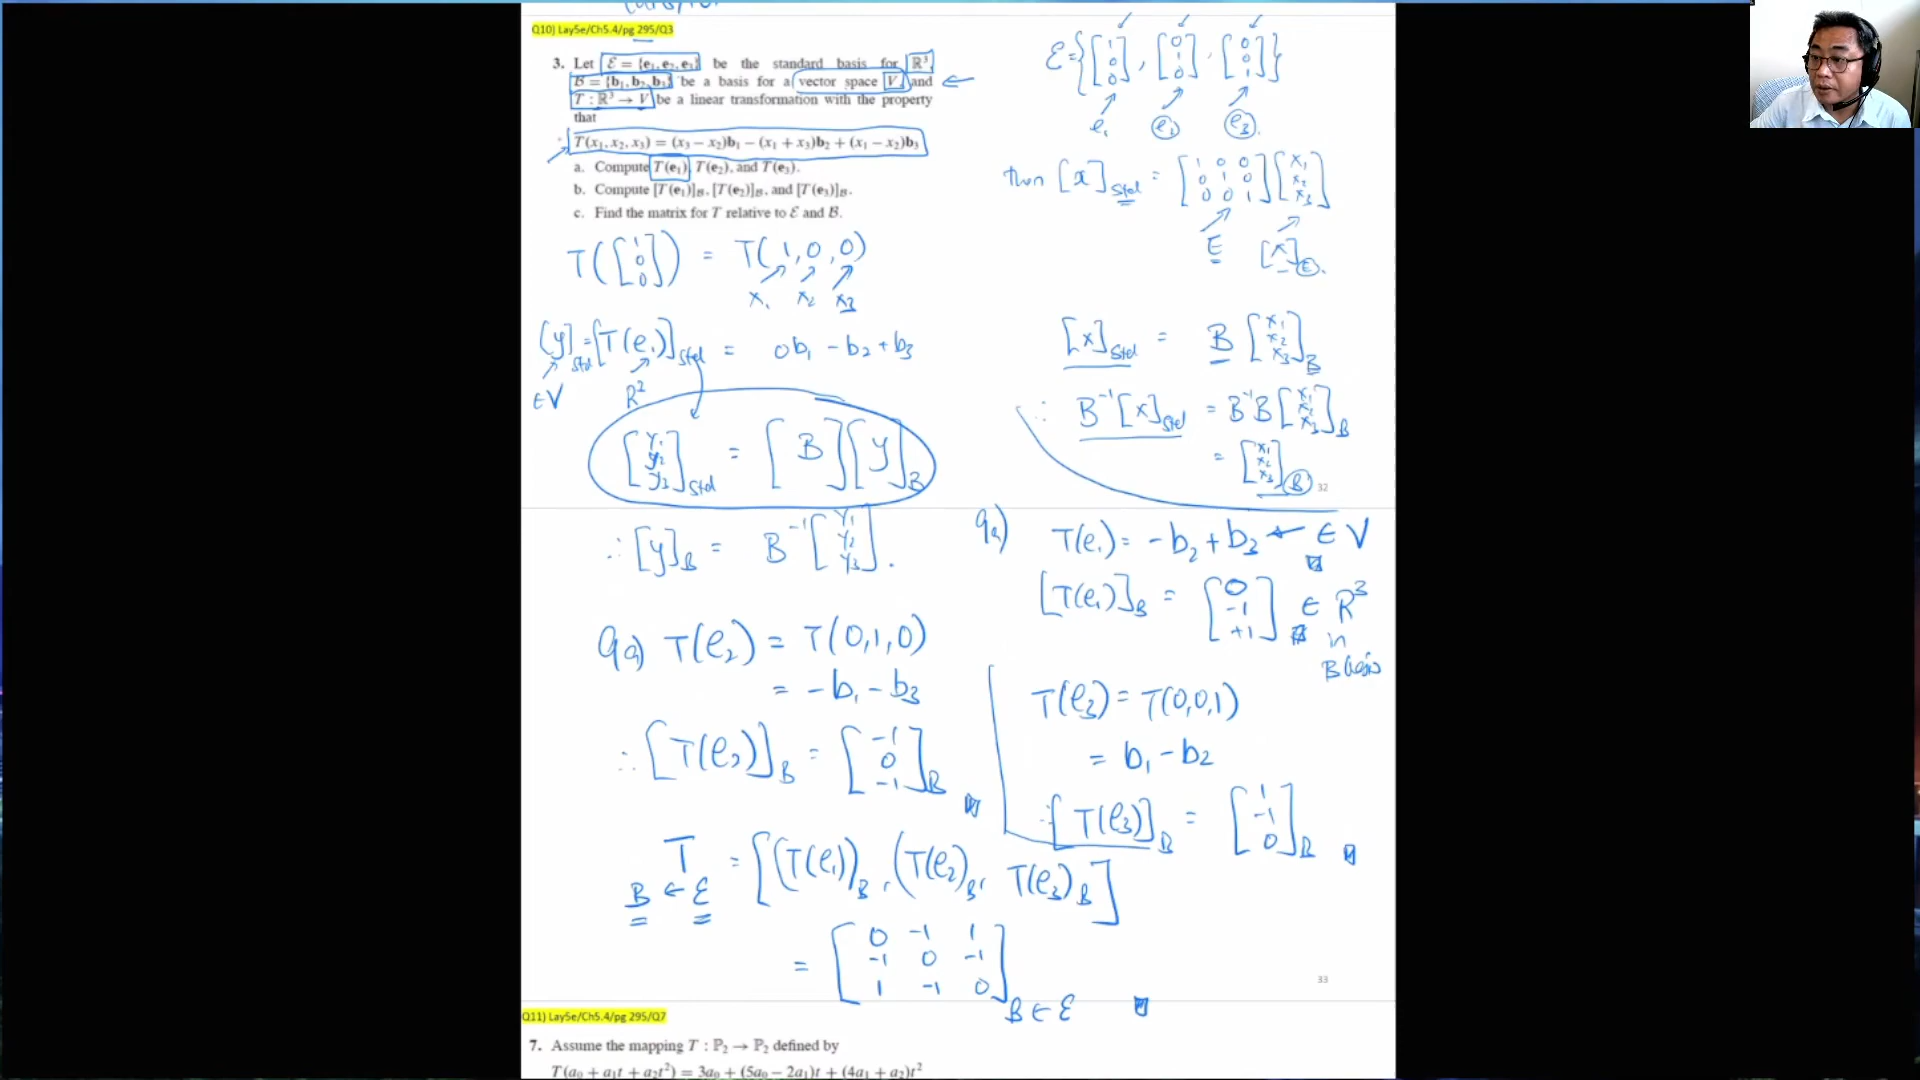 Q10) Lay5e/Ch5.4/pg 295/Q3
3. Let ℰ = {e₁, e₂, e₃} be the standard basis for ℝ³,
ℬ = {b₁, b₂, b₃} be a basis for a vector space V, and
T : ℝ³ → V be a linear transformation with the property
that
T(x₁, x₂, x₃) = (x₃ − x₂)b₁ − (x₁ + x₃)b₂ + (x₁ − x₂)b₃
a. Compute T(e₁), T(e₂), and T(e₃).
b. Compute [T(e₁)]ℬ, [T(e₂)]ℬ, and [T(e₃)]ℬ.
c. Find the matrix for T relative to ℰ and ℬ.
ℰ = {[1 0 0], [0 1 0], [0 0 1]}
e₁ e₂ e₃.
then [x]Std = [1 0 0; 0 1 0; 0 0 1][x₁ x₂ x₃]
E [x]E.
T([1 0 0]) = T(1,0,0)
x₁ x₂ x₃
[y]Std = [T(e₁)]Std = 0b₁ − b₂ + b₃
∈V R²
[y₁ y₂ y₃]Std = [B][y]B
[x]Std = B [x₁ x₂ x₃]B
∴ B⁻¹[x]Std = B⁻¹B [x₁ x₂ x₃]B
= [x₁ x₂ x₃]B
32
∴ [y]B = B⁻¹[y₁ y₂ y₃].
9a) T(e₁) = −b₂ + b₃ ← ∈ V
[T(e₁)]B = [0 −1 +1] ∈ R³
in
B basis
9a) T(e₂) = T(0,1,0)
= −b₁ − b₃
∴ [T(e₂)]B = [−1 0 −1]B
T(e₃) = T(0,0,1)
= b₁ − b₂
∴ [T(e₃)]B = [1 −1 0]B
T = [(T(e₁))B, (T(e₂)B, T(e₃)B]
B ← ℰ
= [0 −1 1; −1 0 −1; 1 −1 0] B ← ℰ
33
Q11) Lay5e/Ch5.4/pg 295/Q7
7. Assume the mapping T : ℙ₂ → ℙ₂ defined by
T(a₀ + a₁t + a₂t²) = 3a₀ + (5a₀ − 2a₁)t + (4a₁ + a₂)t²